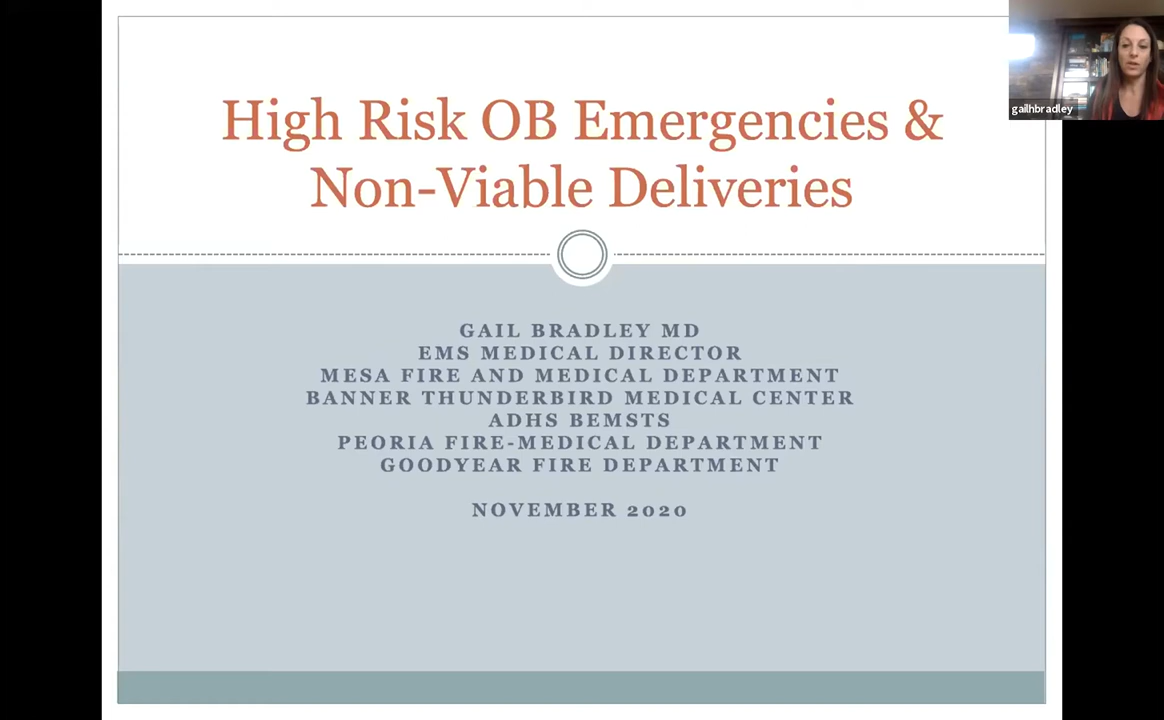 High Risk OB Emergencies &
Non-Viable Deliveries
GAIL BRADLEY MD
EMS MEDICAL DIRECTOR
MESA FIRE AND MEDICAL DEPARTMENT
BANNER THUNDERBIRD MEDICAL CENTER
ADHS BEMSTS
PEORIA FIRE-MEDICAL DEPARTMENT
GOODYEAR FIRE DEPARTMENT
NOVEMBER 2020
gailhbradley